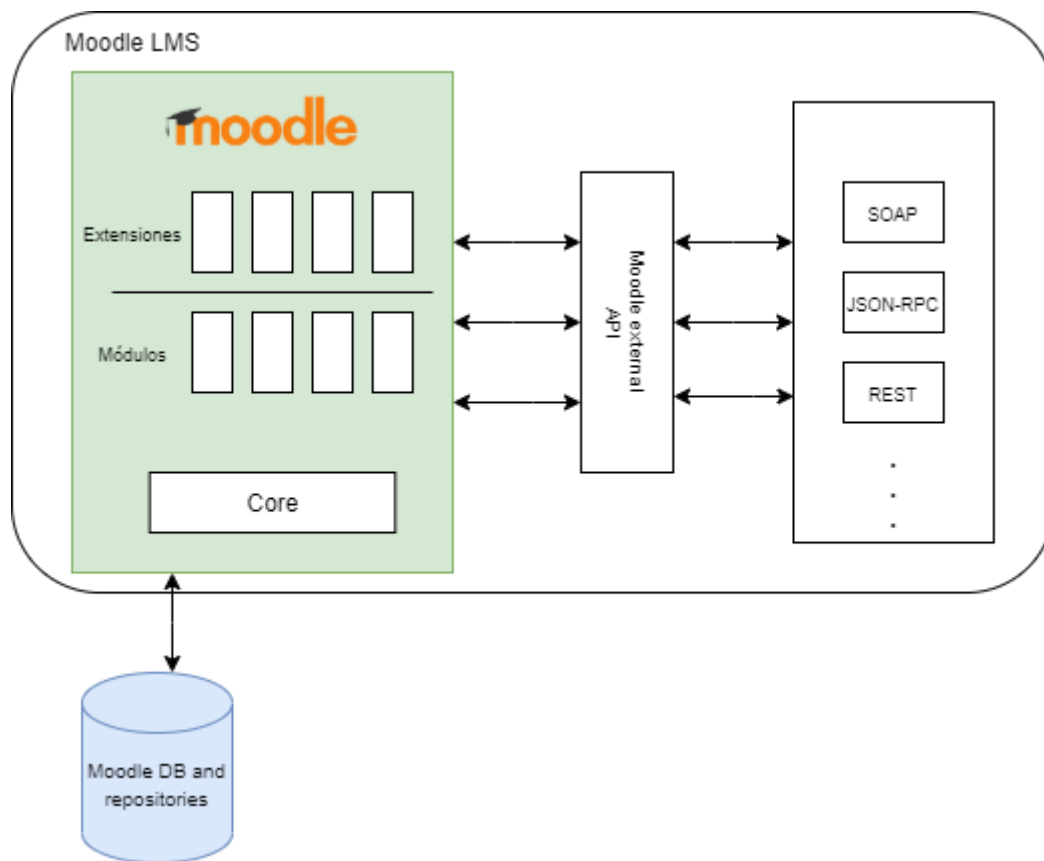 Moodle LMS
moodle
Extensiones
Módulos
Core
Moodle external
API
SOAP
JSON-RPC
REST
.
.
.
Moodle DB and
repositories